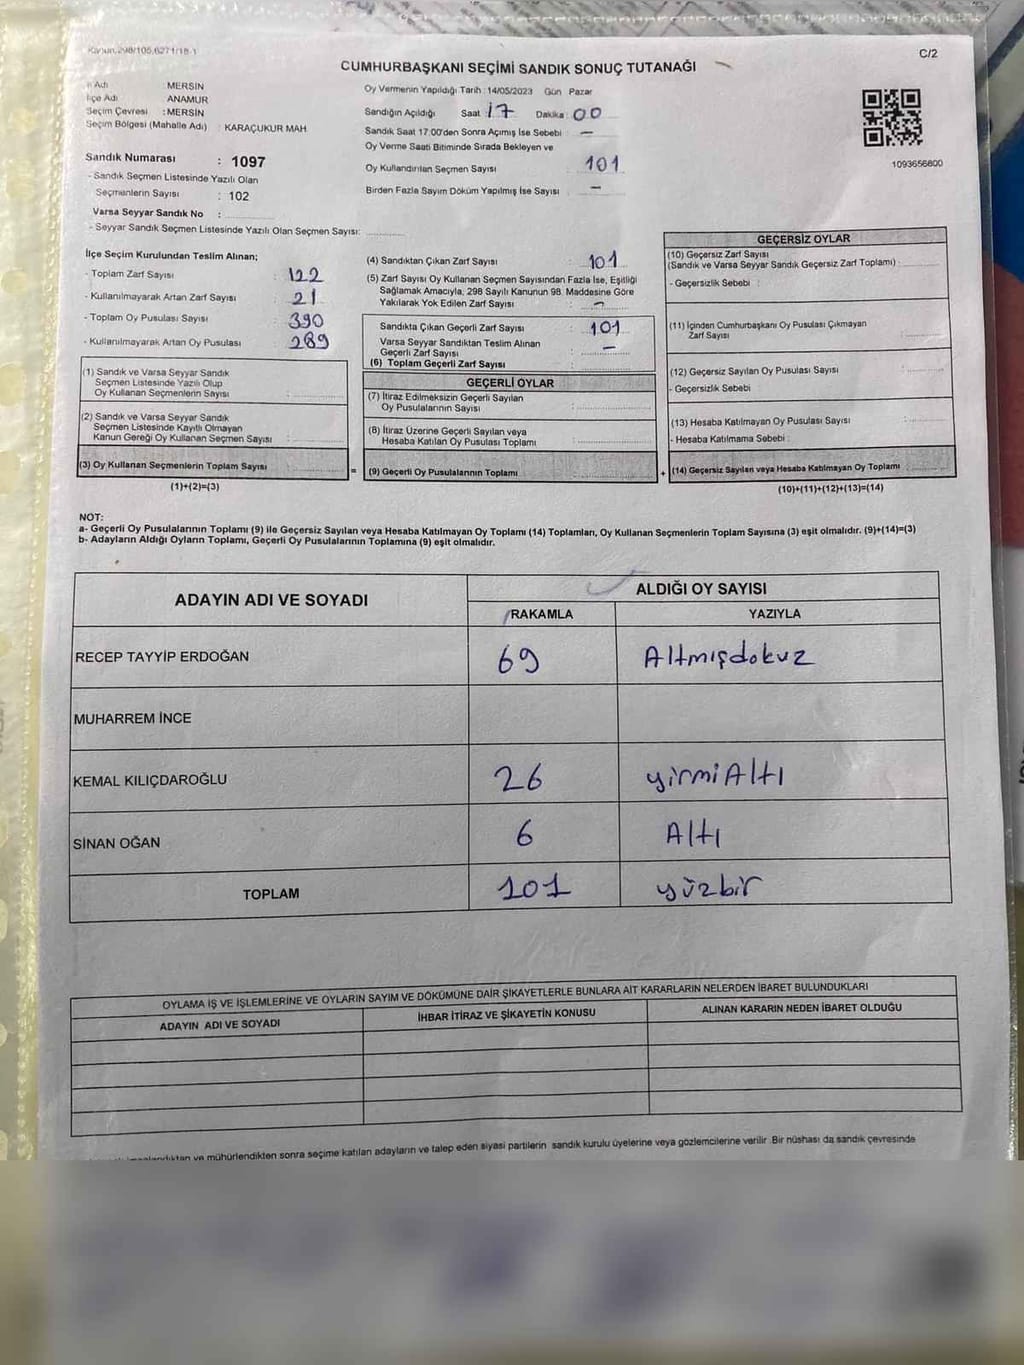 Kanun.298/105,6271/18-1
C/2
CUMHURBAŞKANI SEÇİMİ SANDIK SONUÇ TUTANAĞI
İl Adı MERSİN
İlçe Adı ANAMUR
Seçim Çevresi : MERSİN
Seçim Bölgesi (Mahalle Adı) : KARAÇUKUR MAH
Sandık Numarası : 1097
- Sandık Seçmen Listesinde Yazılı Olan
Seçmenlerin Sayısı : 102
Varsa Seyyar Sandık No :
- Seyyar Sandık Seçmen Listesinde Yazılı Olan Seçmen Sayısı:
Oy Vermenin Yapıldığı Tarih : 14/05/2023 Gün Pazar
Sandığın Açıldığı Saat : 17 Dakika : 00
Sandık Saat 17:00'den Sonra Açımış İse Sebebi : —
Oy Verme Saati Bitiminde Sırada Bekleyen ve
Oy Kullandırılan Seçmen Sayısı : 101
Birden Fazla Sayım Döküm Yapılmış İse Sayısı : —
1093656800
İlçe Seçim Kurulundan Teslim Alınan;
- Toplam Zarf Sayısı : 122
- Kullanılmayarak Artan Zarf Sayısı : 21
- Toplam Oy Pusulası Sayısı : 390
- Kullanılmayarak Artan Oy Pusulası : 289
(1) Sandık ve Varsa Seyyar Sandık
Seçmen Listesinde Yazılı Olup
Oy Kullanan Seçmenlerin Sayısı :
(2) Sandık ve Varsa Seyyar Sandık
Seçmen Listesinde Kayıtlı Olmayan
Kanun Gereği Oy Kullanan Seçmen Sayısı :
(3) Oy Kullanan Seçmenlerin Toplam Sayısı
(1)+(2)=(3)
(4) Sandıktan Çıkan Zarf Sayısı : 101
(5) Zarf Sayısı Oy Kullanan Seçmen Sayısından Fazla İse, Eşitliği
Sağlamak Amacıyla, 298 Sayılı Kanunun 98. Maddesine Göre
Yakılarak Yok Edilen Zarf Sayısı : —
Sandıkta Çıkan Geçerli Zarf Sayısı : 101
Varsa Seyyar Sandıktan Teslim Alınan
Geçerli Zarf Sayısı : —
(6) Toplam Geçerli Zarf Sayısı :
GEÇERLİ OYLAR
(7) İtiraz Edilmeksizin Geçerli Sayılan
Oy Pusulalarının Sayısı :
(8) İtiraz Üzerine Geçerli Sayılan veya
Hesaba Katılan Oy Pusulası Toplamı :
= (9) Geçerli Oy Pusulalarının Toplamı :
GEÇERSİZ OYLAR
(10) Geçersiz Zarf Sayısı
(Sandık ve Varsa Seyyar Sandık Geçersiz Zarf Toplamı) :
- Geçersizlik Sebebi :
(11) İçinden Cumhurbaşkanı Oy Pusulası Çıkmayan
Zarf Sayısı :
(12) Geçersiz Sayılan Oy Pusulası Sayısı :
- Geçersizlik Sebebi
(13) Hesaba Katılmayan Oy Pusulası Sayısı :
- Hesaba Katılmama Sebebi :
+ (14) Geçersiz Sayılan veya Hesaba Katılmayan Oy Toplamı
(10)+(11)+(12)+(13)=(14)
NOT:
a- Geçerli Oy Pusulalarının Toplamı (9) ile Geçersiz Sayılan veya Hesaba Katılmayan Oy Toplamı (14) Toplamları, Oy Kullanan Seçmenlerin Toplam Sayısına (3) eşit olmalıdır. (9)+(14)=(3)
b- Adayların Aldığı Oyların Toplamı, Geçerli Oy Pusulalarının Toplamına (9) eşit olmalıdır.
ADAYIN ADI VE SOYADI ALDIĞI OY SAYISI
RAKAMLA YAZIYLA
RECEP TAYYİP ERDOĞAN 69 Altmışdokuz
MUHARREM İNCE
KEMAL KILIÇDAROĞLU 26 yirmiAltı
SİNAN OĞAN 6 Altı
TOPLAM 101 yüzbir
OYLAMA İŞ VE İŞLEMLERİNE VE OYLARIN SAYIM VE DÖKÜMÜNE DAİR ŞİKAYETLERLE BUNLARA AİT KARARLARIN NELERDEN İBARET BULUNDUKLARI
ADAYIN ADI VE SOYADI İHBAR İTİRAZ VE ŞİKAYETİN KONUSU ALINAN KARARIN NEDEN İBARET OLDUĞU
ve mühürlendikten sonra seçime katılan adayların ve talep eden siyasi partilerin sandık kurulu üyelerine veya gözlemcilerine verilir. Bir nüshası da sandık çevresinde